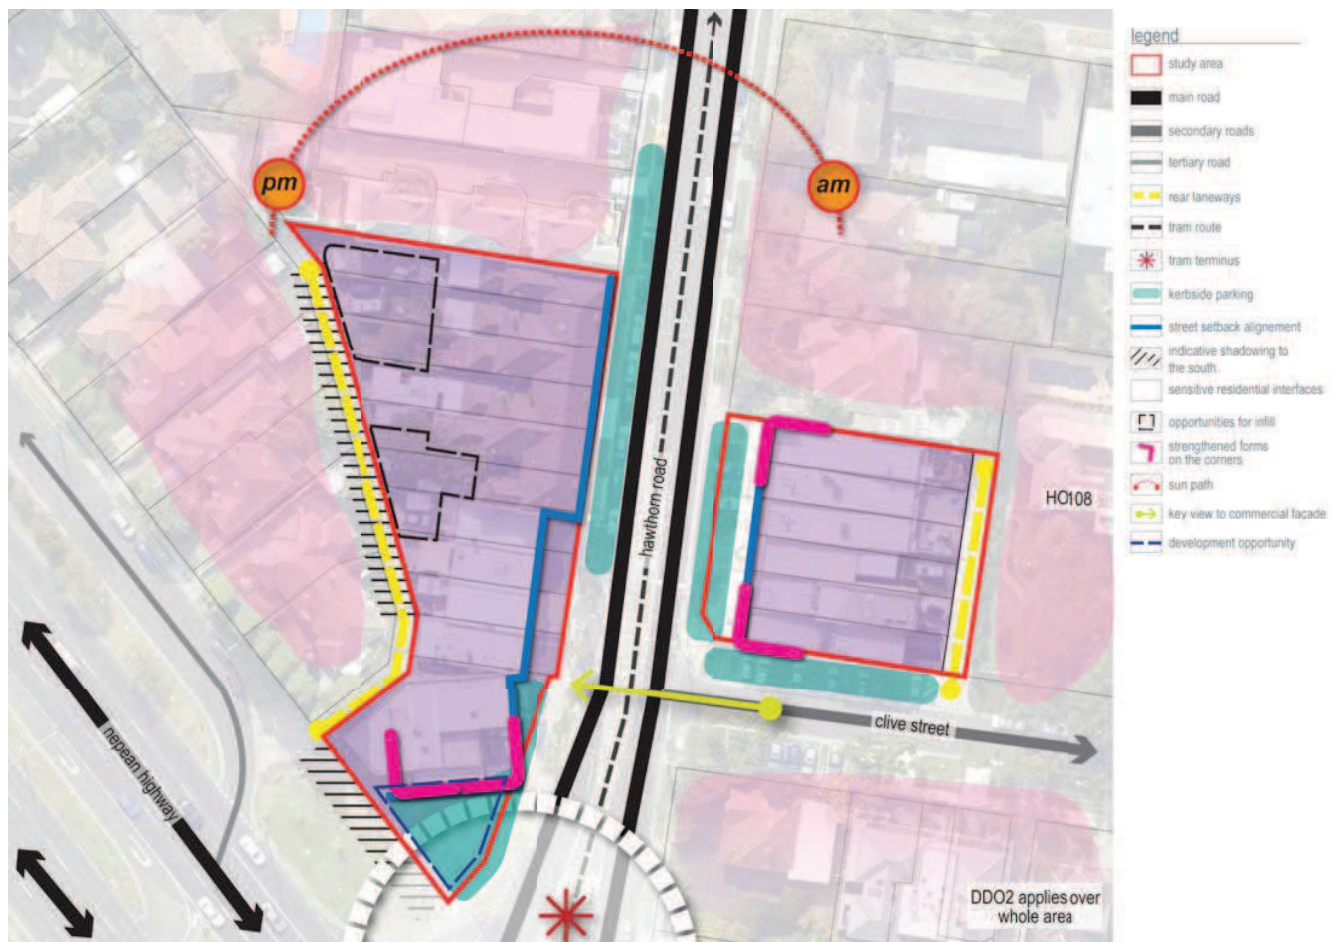 pm
am
hawthorn road
HO108
clive street
nepean highway
DDO2 applies over
whole area
legend
study area
main road
secondary roads
tertiary road
rear laneways
tram route
tram terminus
kerbside parking
street setback alignement
indicative shadowing to
the south
sensitive residential interfaces
opportunities for infill
strengthened forms
on the corners
sun path
key view to commercial façade
development opportunity